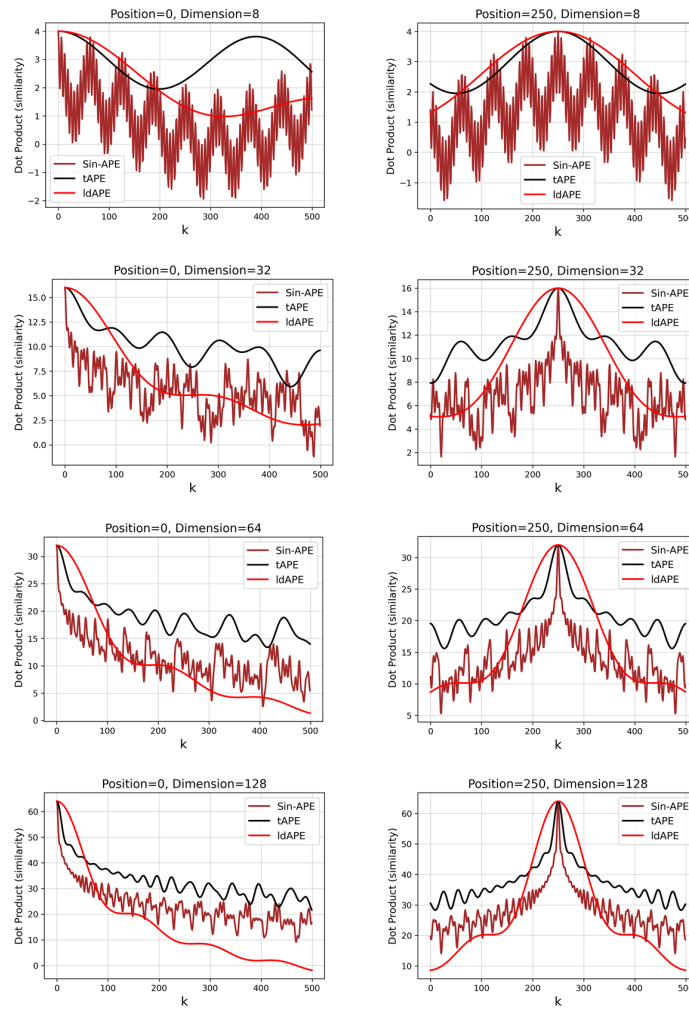 Position=0, Dimension=8
4
3
2
1
0
−1
−2
Dot Product (similarity)
Sin-APE
tAPE
ldAPE
0 100 200 300 400 500
k
Position=250, Dimension=8
4
3
2
1
0
−1
Dot Product (similarity)
Sin-APE
tAPE
ldAPE
0 100 200 300 400 500
k
Position=0, Dimension=32
15.0
12.5
10.0
7.5
5.0
2.5
0.0
Dot Product (similarity)
Sin-APE
tAPE
ldAPE
0 100 200 300 400 500
k
Position=250, Dimension=32
16
14
12
10
8
6
4
2
Dot Product (similarity)
Sin-APE
tAPE
ldAPE
0 100 200 300 400 500
k
Position=0, Dimension=64
30
25
20
15
10
5
0
Dot Product (similarity)
Sin-APE
tAPE
ldAPE
0 100 200 300 400 500
k
Position=250, Dimension=64
30
25
20
15
10
5
Dot Product (similarity)
Sin-APE
tAPE
ldAPE
0 100 200 300 400 500
k
Position=0, Dimension=128
60
50
40
30
20
10
0
Dot Product (similarity)
Sin-APE
tAPE
ldAPE
0 100 200 300 400 500
k
Position=250, Dimension=128
60
50
40
30
20
10
Dot Product (similarity)
Sin-APE
tAPE
ldAPE
0 100 200 300 400 500
k